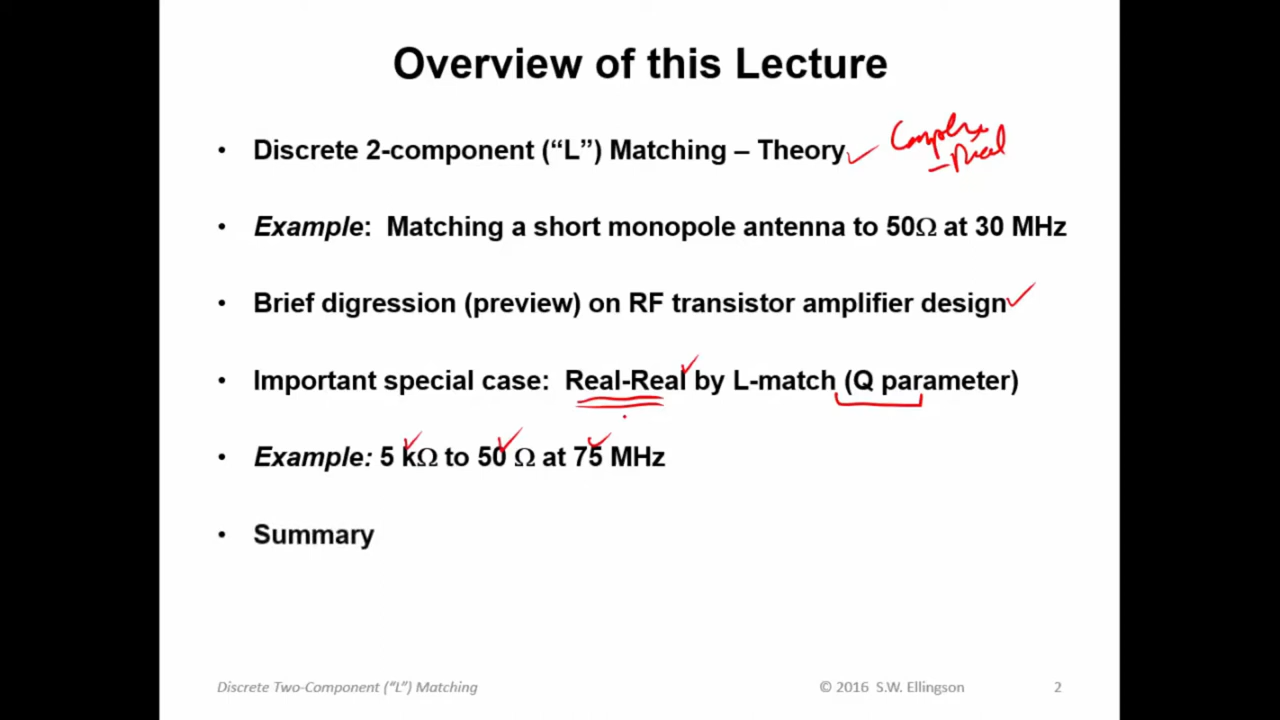 Overview of this Lecture
• Discrete 2-component (“L”) Matching – Theory
Complex
– Real
• Example: Matching a short monopole antenna to 50Ω at 30 MHz
• Brief digression (preview) on RF transistor amplifier design
• Important special case: Real-Real by L-match (Q parameter)
• Example: 5 kΩ to 50 Ω at 75 MHz
• Summary
Discrete Two-Component (“L”) Matching
© 2016 S.W. Ellingson
2